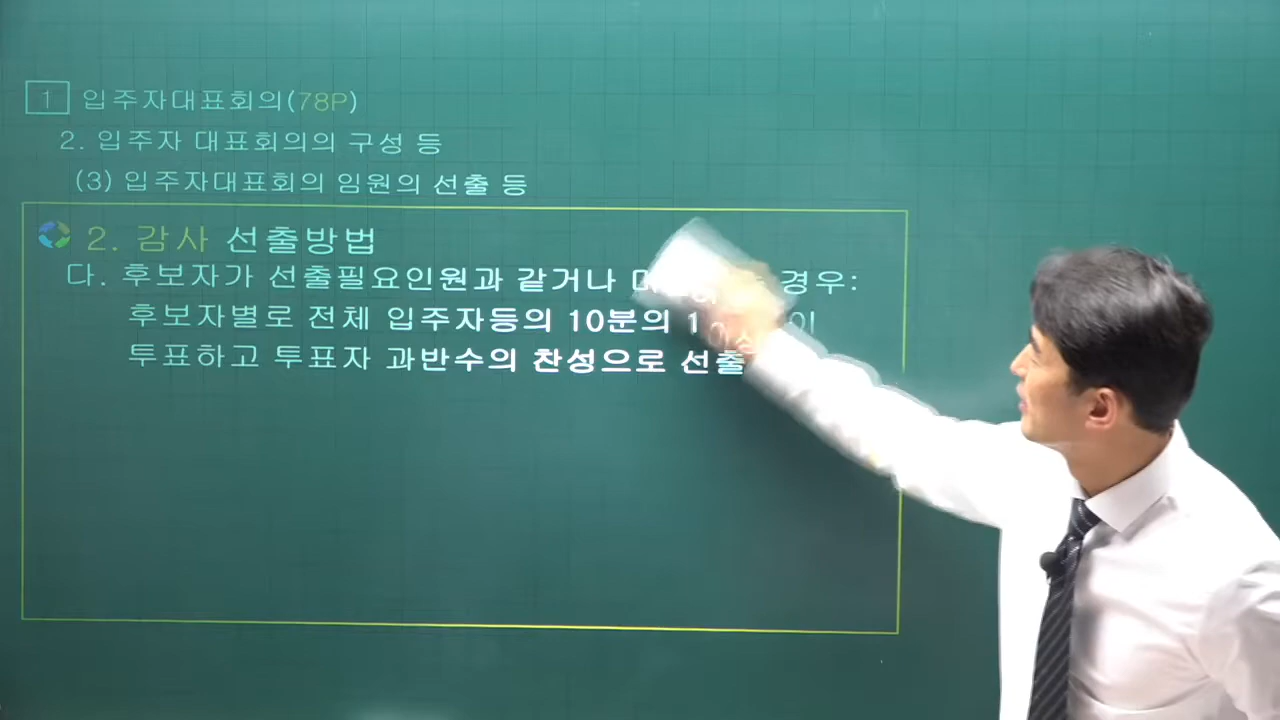 1 입주자대표회의(78P)
2. 입주자 대표회의의 구성 등
(3) 입주자대표회의 임원의 선출 등
2. 감사 선출방법
다. 후보자가 선출필요인원과 같거나 경우:
후보자별로 전체 입주자등의 10분의 1
투표하고 투표자 과반수의 찬성으로 선출